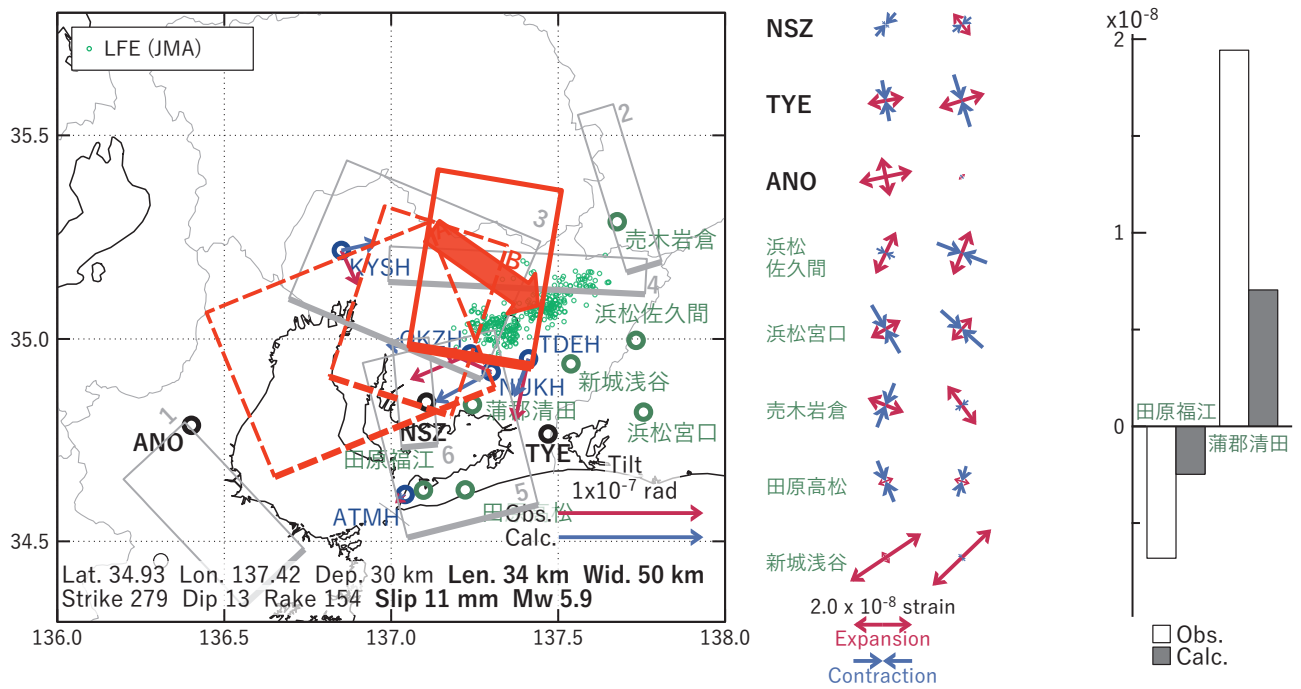 LFE (JMA)
35.5
35.0
34.5
136.0
136.5
137.0
137.5
138.0
2
3
売木岩倉
KYSH
IB
4
浜松佐久間
GKZH
TDEH
新城浅谷
NUKH
蒲郡清田
浜松宮口
1
ANO
NSZ
TYE
田原福江
6
Tilt
5
1x10-7 rad
ATMH
Obs.
Calc.
Lat. 34.93 Lon. 137.42 Dep. 30 km Len. 34 km Wid. 50 km
Strike 279 Dip 13 Rake 154 Slip 11 mm Mw 5.9
NSZ
TYE
ANO
浜松
佐久間
浜松宮口
売木岩倉
田原高松
新城浅谷
2.0 x 10-8 strain
Expansion
Contraction
x10-8
2
1
0
田原福江
蒲郡清田
Obs.
Calc.